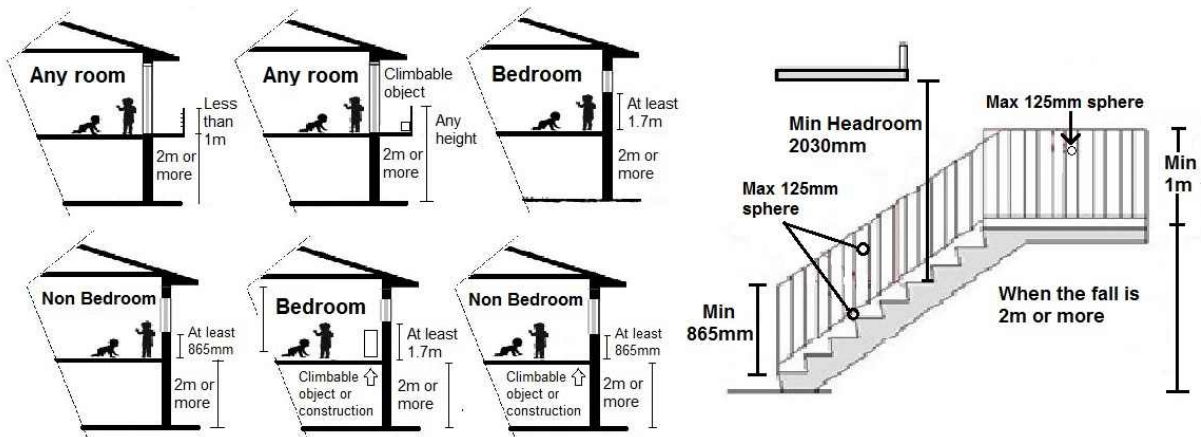 Any room
Less
than
1m
2m or
more
Any room
Climbable
object
Any
height
2m or
more
Bedroom
At least
1.7m
2m or
more
Non Bedroom
At least
865mm
2m or
more
Bedroom
At least
1.7m
Climbable
object or
construction
2m or
more
Non Bedroom
At least
865mm
Climbable
object or
construction
2m or
more
Min Headroom
2030mm
Max 125mm sphere
Min
1m
Max 125mm
sphere
Min
865mm
When the fall is
2m or more